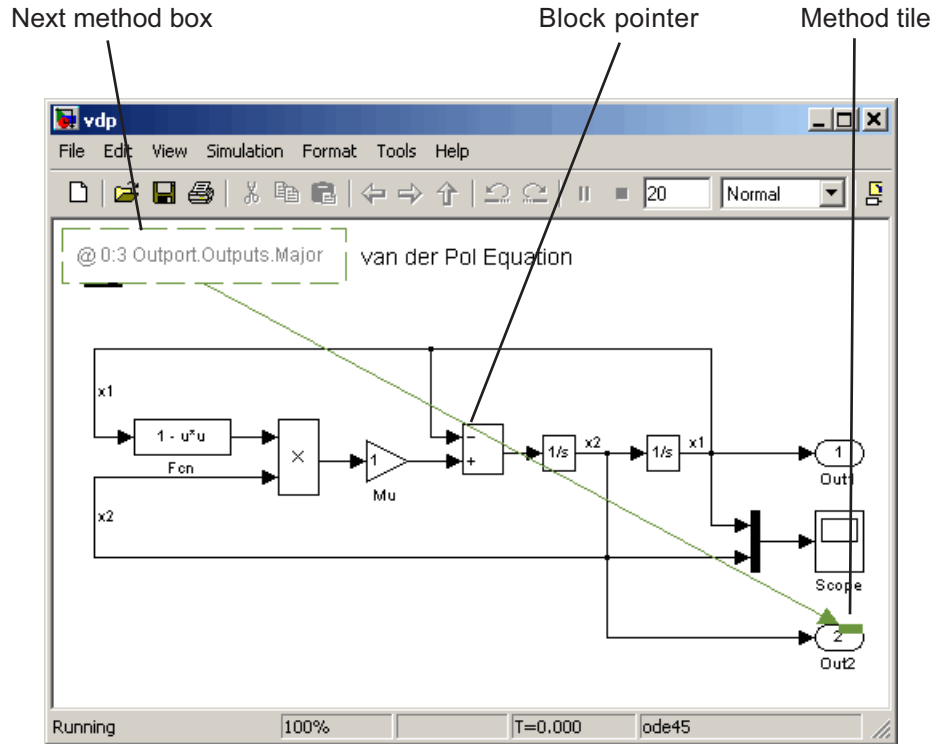 Next method box Block pointer Method tile
vdp
File Edit View Simulation Format Tools Help
20 Normal
@ 0:3 Outport.Outputs.Major van der Pol Equation
x1
1 - u*u
Fcn
×
1
Mu
−
+
1/s
x2
1/s
x1
1
Out1
x2
Scope
2
Out2
Running 100% T=0.000 ode45